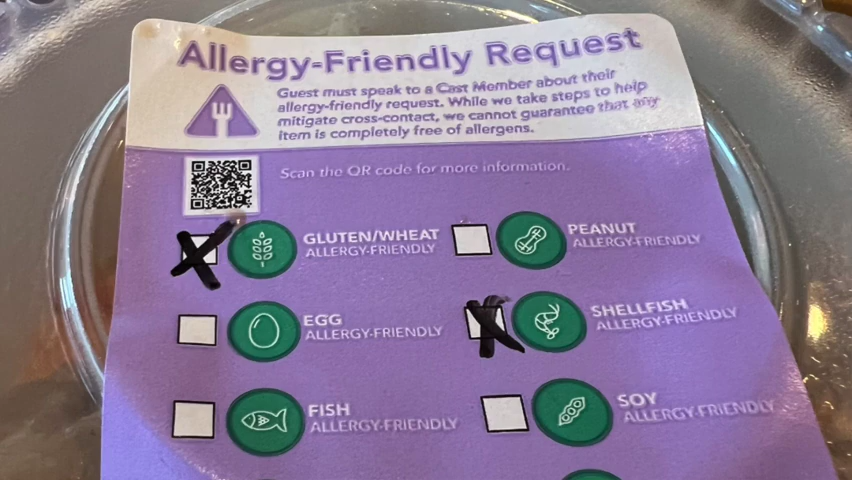 Allergy-Friendly Request
Guest must speak to a Cast Member about their
allergy-friendly request. While we take steps to help
mitigate cross-contact, we cannot guarantee that any
item is completely free of allergens.
Scan the QR code for more information.
GLUTEN/WHEAT
ALLERGY-FRIENDLY
PEANUT
ALLERGY-FRIENDLY
EGG
ALLERGY-FRIENDLY
SHELLFISH
ALLERGY-FRIENDLY
FISH
ALLERGY-FRIENDLY
SOY
ALLERGY-FRIENDLY